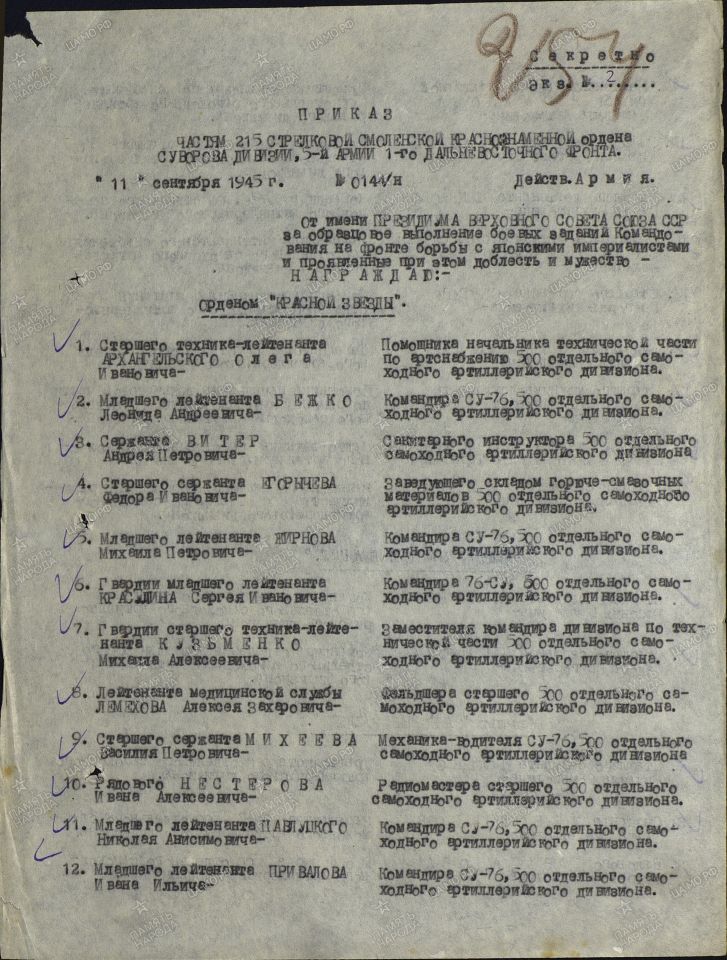 Секретно
Экз. № 2
ПРИКАЗ
ЧАСТЯМ 215 СТРЕЛКОВОЙ СМОЛЕНСКОЙ КРАСНОЗНАМЕННОЙ ордена
СУВОРОВА ДИВИЗИИ, 5-й АРМИИ 1-го ДАЛЬНЕВОСТОЧНОГО ФРОНТА.
"11" сентября 1945 г. № 0144/н Действ.Армия.
От имени ПРЕЗИДИУМА ВЕРХОВНОГО СОВЕТА СОЮЗА ССР
за образцовое выполнение боевых заданий Командо-
вания на фронте борьбы с японскими империалистами
и проявленные при этом доблесть и мужество -
НАГРАЖДАЮ:-
орденом "КРАСНОЙ ЗВЕЗДЫ".
1. Старшего техника-лейтенанта Помощника начальника технической части
АРХАНГЕЛЬСКОГО Олега по артснабжению 500 отдельного само-
Ивановича- ходного артиллерийского дивизиона.
2. Младшего лейтенанта БЕЖКО Командира СУ-76, 500 отдельного само-
Леонида Андреевича- ходного артиллерийского дивизиона.
3. Сержанта ВИТЕР Санитарного инструктора 500 отдельного
Андрея Петровича- самоходного артиллерийского дивизиона
4. Старшего сержанта ЕГОРЫЧЕВА Заведующего складом горюче-смазочных
Федора Ивановича- материалов 500 отдельного самоходного
артиллерийского дивизиона.
5. Младшего лейтенанта ЖИРНОВА Командира СУ-76, 500 отдельного само-
Михаила Петровича- ходного артиллерийского дивизиона.
6. Гвардии младшего лейтенанта Командира 76-СУ, 500 отдельного само-
Сергея Ивановича- ходного артиллерийского дивизиона.
7. Гвардии старшего техника-лейте- Заместителя командира дивизиона по тех-
нанта КУЗЬМЕНКО нической части 500 отдельного само-
Михаила Алексеевича- ходного артиллерийского дивизиона.
8. Лейтенанта медицинской службы Фельдшера старшего 500 отдельного са-
ЛЕМЕХОВА Алексея Захаровича- моходного артиллерийского дивизиона.
9. Старшего сержанта МИХЕЕВА Механика-водителя СУ-76, 500 отдельного
Василия Петровича- самоходного артиллерийского дивизиона
10. Рядового НЕСТЕРОВА Радиомастера старшего 500 отдельного
Ивана Алексеевича- самоходного артиллерийского дивизиона.
11. Младшего лейтенанта ПАВЛУЦКОГО Командира СУ-76, 500 отдельного само-
Николая Анисимовича- ходного артиллерийского дивизиона.
12. Младшего лейтенанта ПРИВАЛОВА Командира СУ-76, 500 отдельного само-
Ивана Ильича- ходного артиллерийского дивизиона.